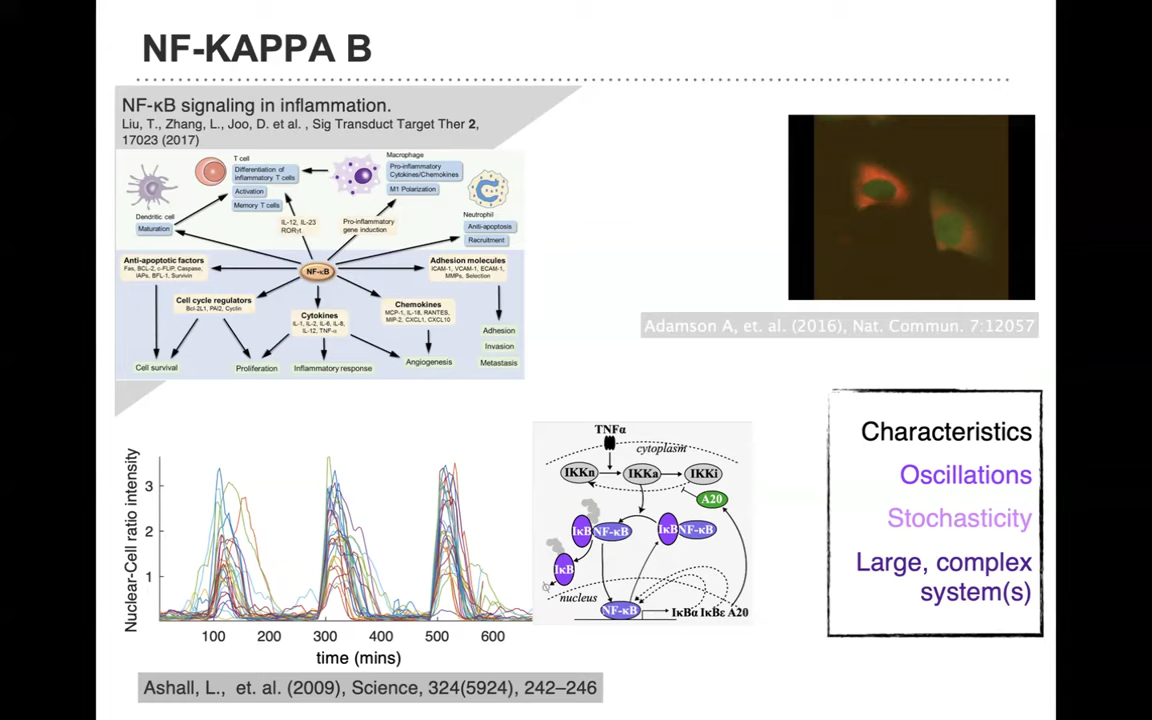 NF-KAPPA B
NF-κB signaling in inflammation.
Liu, T., Zhang, L., Joo, D. et al. , Sig Transduct Target Ther 2,
17023 (2017)
T cell
Differentiation of
inflammatory T cells
Activation
Memory T cells
Macrophage
Pro-inflammatory
Cytokines/Chemokines
M1 Polarization
Dendritic cell
Maturation
IL-12, IL-23
RORγt
Pro-inflammatory
gene induction
Neutrophil
Anti-apoptosis
Recruitment
Anti-apoptotic factors
Fas, BCL-2, c-FLIP, Caspase,
IAPs, BFL-1, Survivin
NF-κB
Adhesion molecules
ICAM-1, VCAM-1, ECAM-1,
MMPs, Selection
Cell cycle regulators
Bcl-2L1, PAI2, Cyclin
Cytokines
IL-1, IL-2, IL-6, IL-8,
IL-12, TNF-α
Chemokines
MCP-1, IL-18, RANTES,
MIP-2, CXCL1, CXCL10
Adhesion
Invasion
Metastasis
Cell survival
Proliferation
Inflammatory response
Angiogenesis
Adamson A, et. al. (2016), Nat. Commun. 7:12057
Nuclear-Cell ratio intensity
3
2
1
100 200 300 400 500 600
time (mins)
TNFα
cytoplasm
IKKn IKKa IKKi
A20
IκB NF-κB
IκB NF-κB
IκB
nucleus
NF-κB
IκBα IκBε A20
Characteristics
Oscillations
Stochasticity
Large, complex
system(s)
Ashall, L., et. al. (2009), Science, 324(5924), 242–246